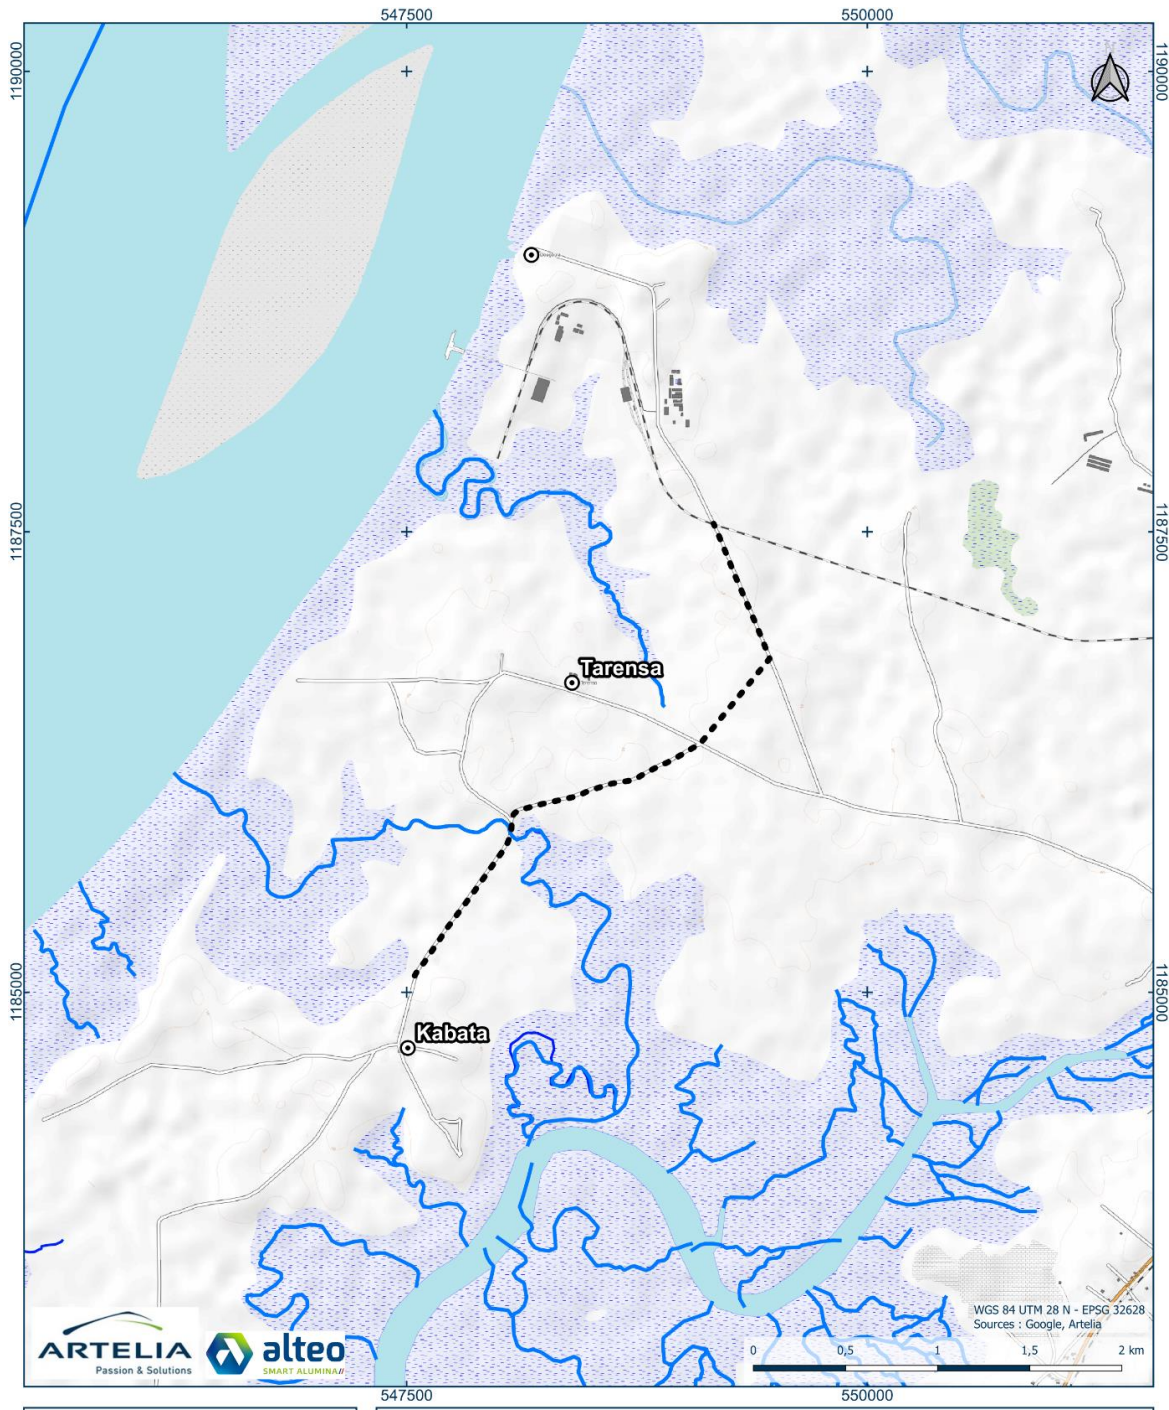 547500
550000
1190000
1190000
1187500
1187500
Tarensa
1185000
1185000
Kabata
WGS 84 UTM 28 N - EPSG 32628
Sources : Google, Artelia
ARTELIA
Passion & Solutions
alteo
SMART ALUMINA//
0
0,5
1
1,5
2 km
547500
550000